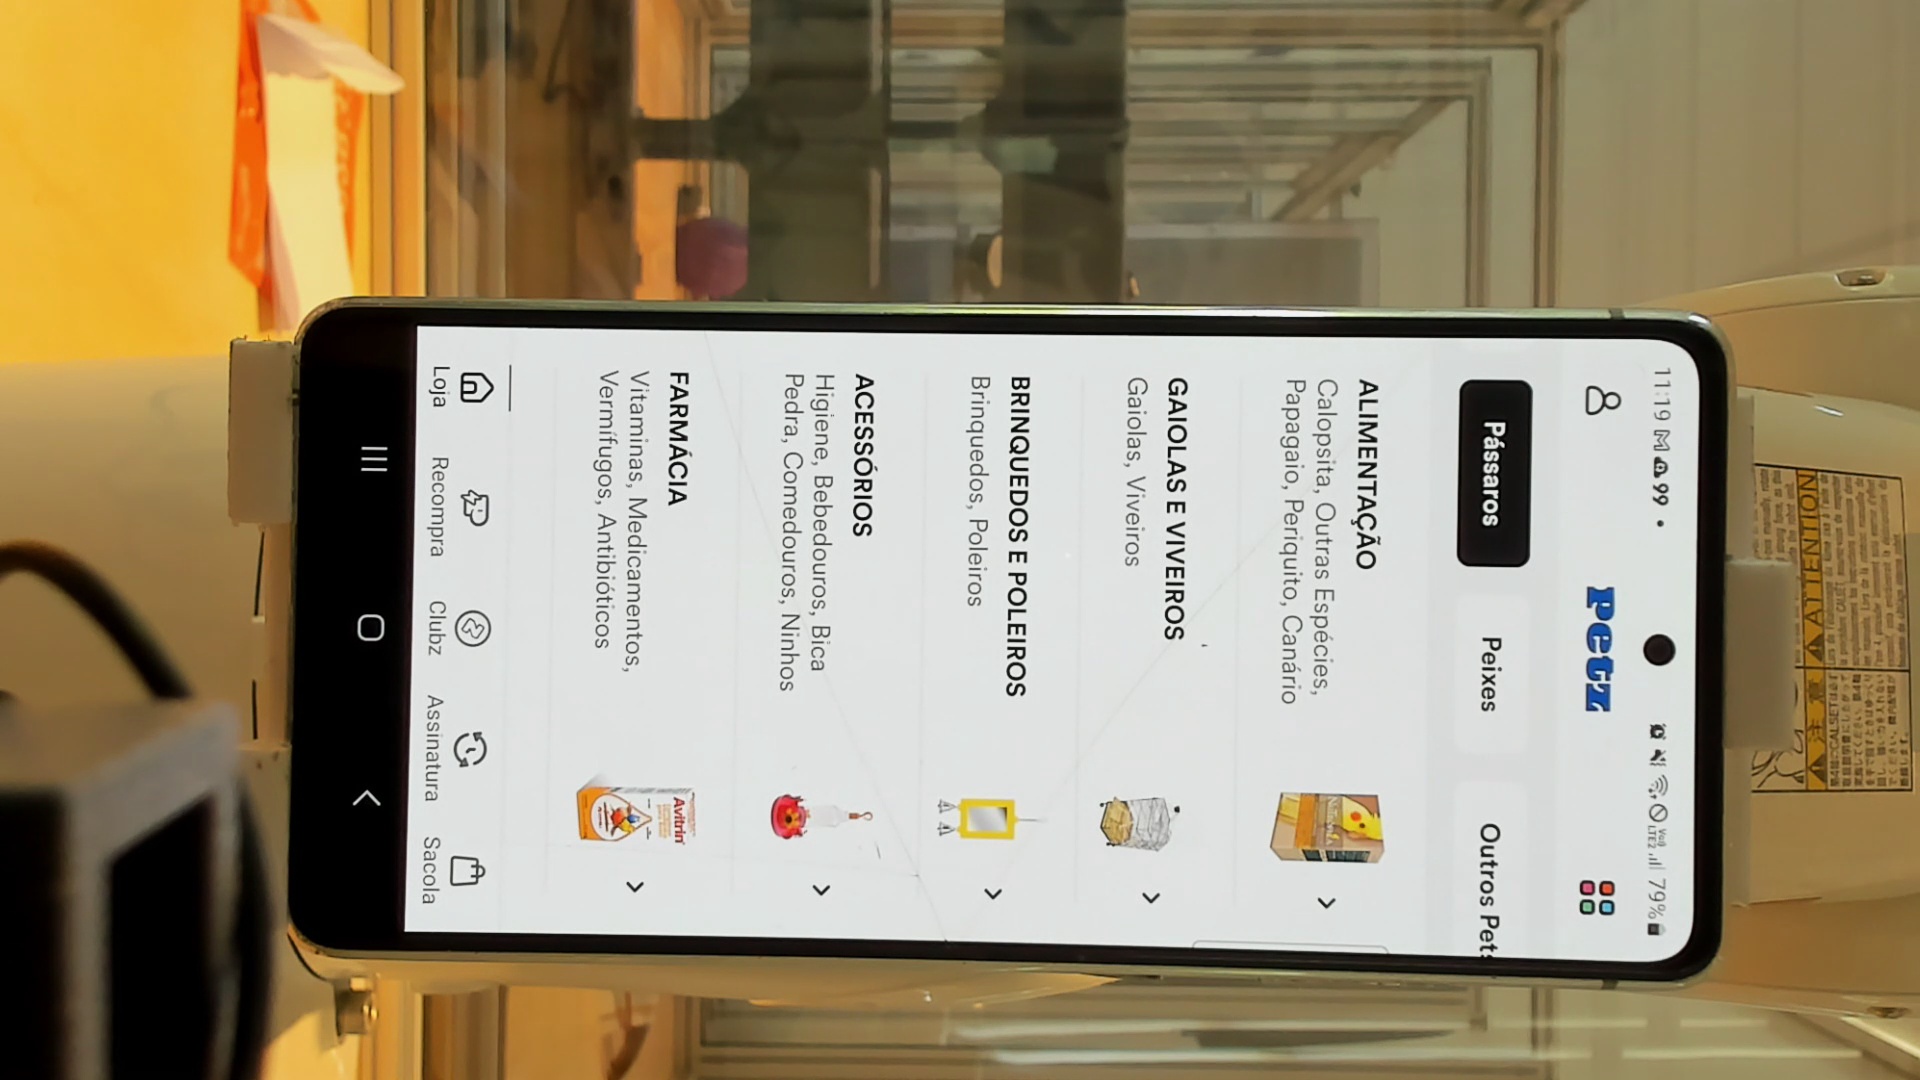 11:19 99 • 79%
Petz
Pássaros Peixes Outros Pets
ALIMENTAÇÃO
Calopsita, Outras Espécies,
Papagaio, Periquito, Canário
GAIOLAS E VIVEIROS
Gaiolas, Viveiros
BRINQUEDOS E POLEIROS
Brinquedos, Poleiros
ACESSÓRIOS
Higiene, Bebedouros, Bica
Pedra, Comedouros, Ninhos
FARMÁCIA
Vitaminas, Medicamentos,
Vermífugos, Antibióticos
Avitrin
Loja Recompra Clubz Assinatura Sacola
ATTENTION